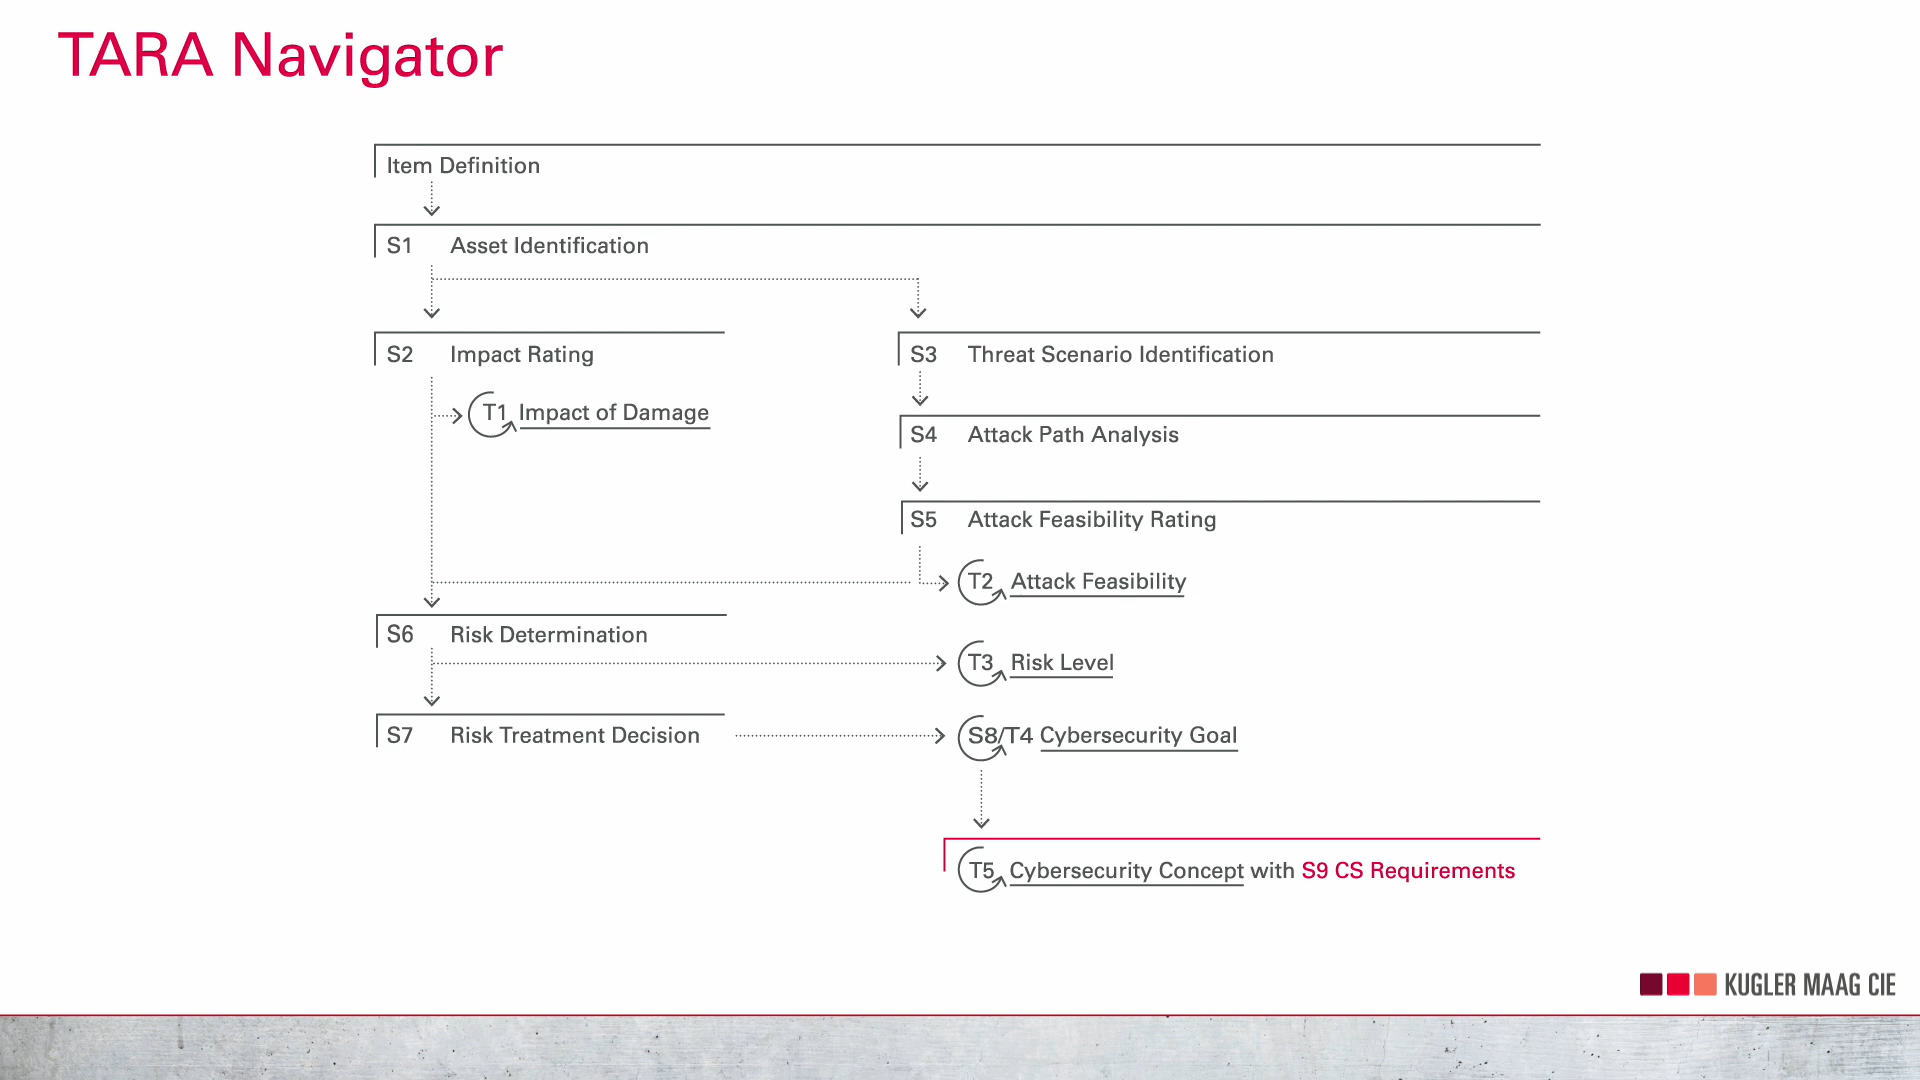 TARA Navigator
Item Definition
S1 Asset Identification
S2 Impact Rating
S3 Threat Scenario Identification
T1 Impact of Damage
S4 Attack Path Analysis
S5 Attack Feasibility Rating
T2 Attack Feasibility
S6 Risk Determination
T3 Risk Level
S7 Risk Treatment Decision
S8/T4 Cybersecurity Goal
T5 Cybersecurity Concept with S9 CS Requirements
KUGLER MAAG CIE